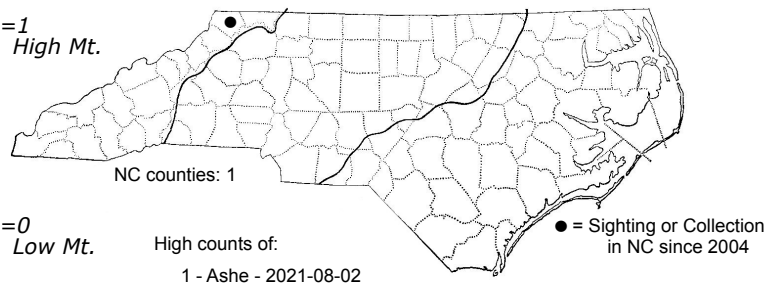 =1
High Mt.
NC counties: 1
=0
Low Mt.
High counts of:
1 - Ashe - 2021-08-02
● = Sighting or Collection
in NC since 2004